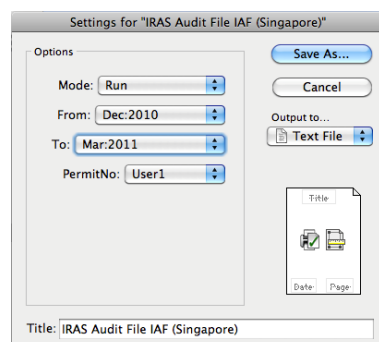 Settings for "IRAS Audit File IAF (Singapore)"
Options
Mode: Run
From: Dec:2010
To: Mar:2011
PermitNo: User1
Save As...
Cancel
Output to...
Text File
Title
Date Page
Title: IRAS Audit File IAF (Singapore)